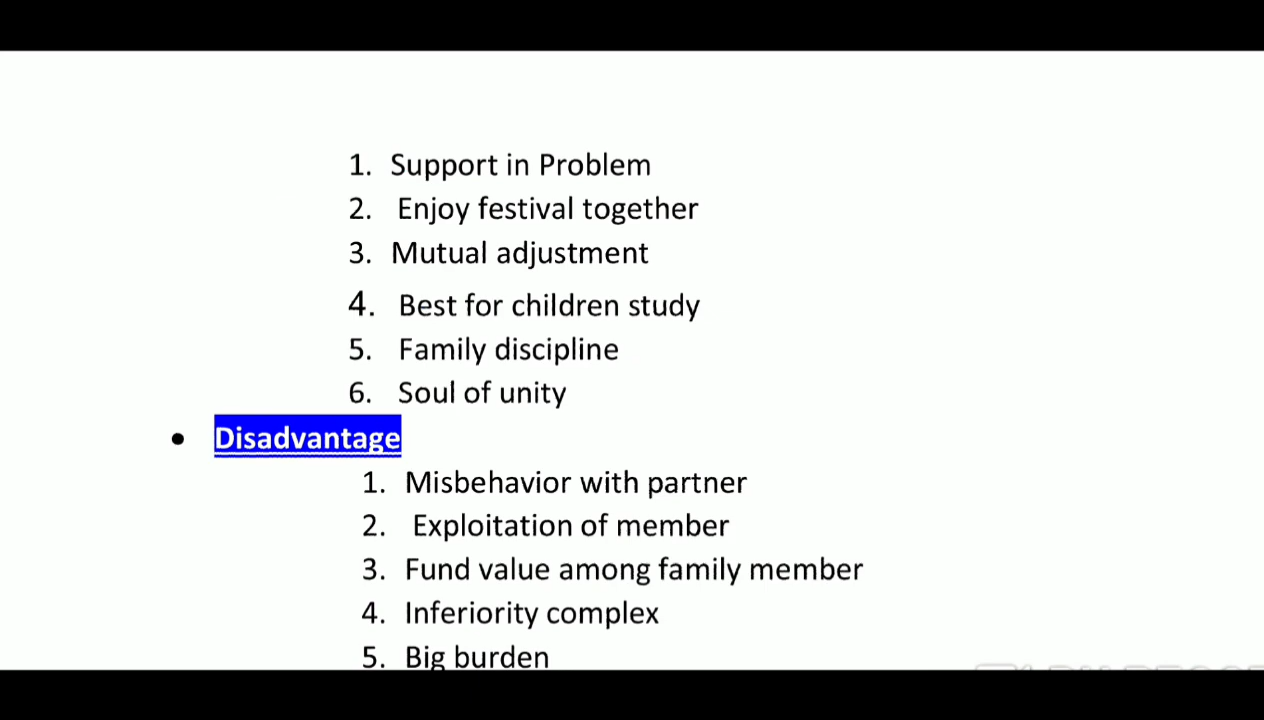 1. Support in Problem
2. Enjoy festival together
3. Mutual adjustment
4. Best for children study
5. Family discipline
6. Soul of unity
• Disadvantage
1. Misbehavior with partner
2. Exploitation of member
3. Fund value among family member
4. Inferiority complex
5. Big burden